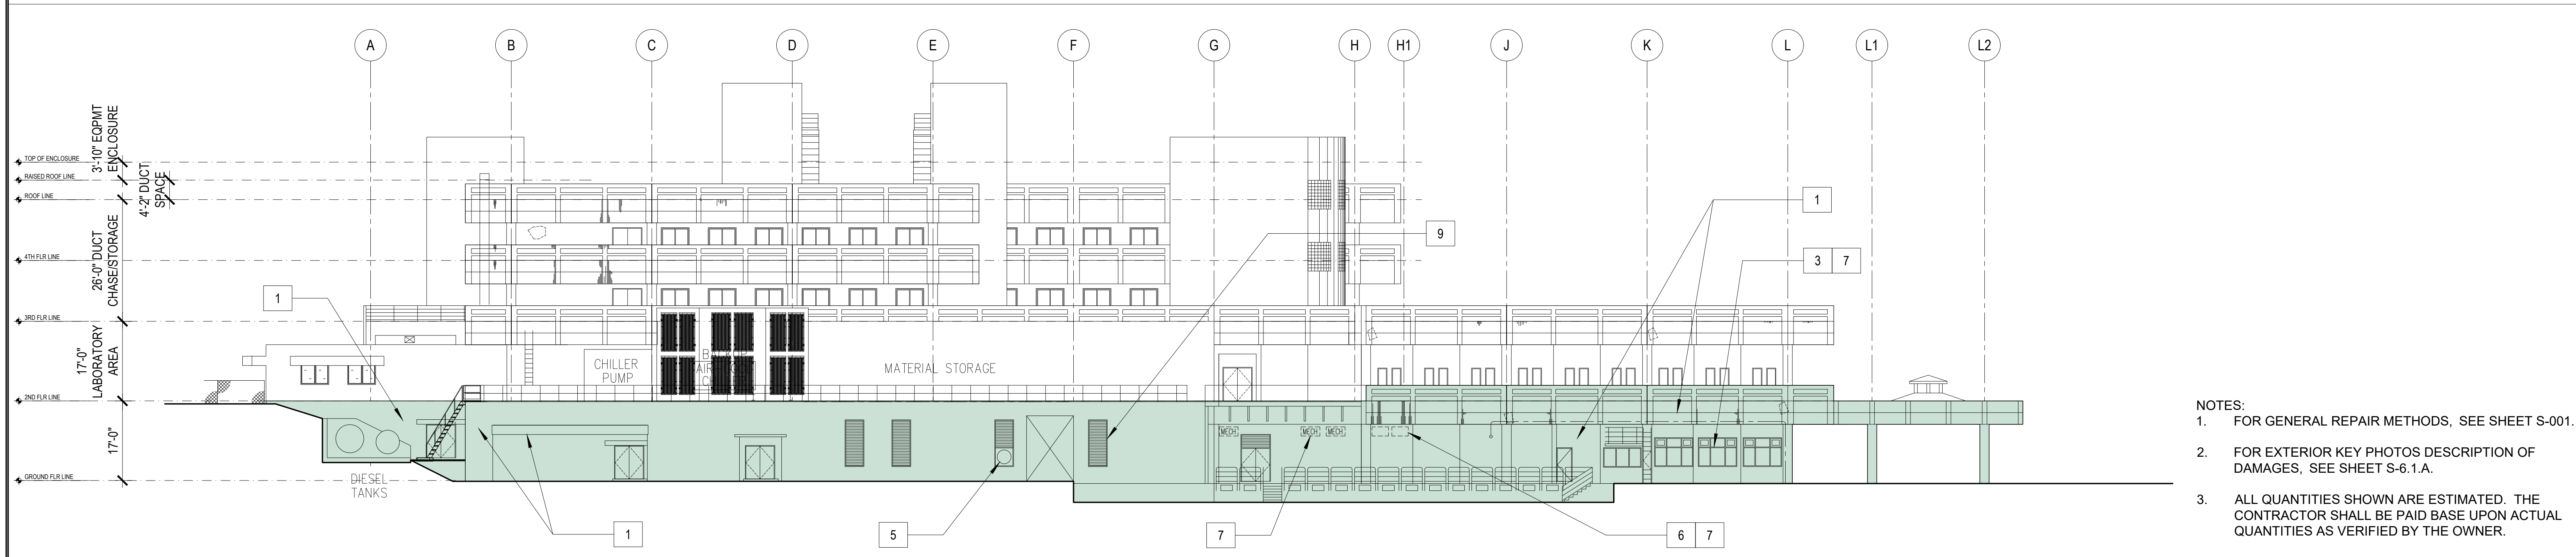 A
B
C
D
E
F
G
H
H1
J
K
L
L1
L2
TOP OF ENCLOSURE
RAISED ROOF LINE
ROOF LINE
4TH FLR LINE
3RD FLR LINE
2ND FLR LINE
GROUND FLR LINE
3'-10" EQPMT
ENCLOSURE
4'-2" DUCT
SPACE
26'-0" DUCT
CHASE/STORAGE
17'-0"
LABORATORY
AREA
17'-0"
1
9
1
3 7
CHILLER
PUMP
MATERIAL STORAGE
MECH
MECH
MECH
DIESEL
TANKS
1
5
7
6 7
NOTES:
1. FOR GENERAL REPAIR METHODS, SEE SHEET S-001.
2. FOR EXTERIOR KEY PHOTOS DESCRIPTION OF
DAMAGES, SEE SHEET S-6.1.A.
3. ALL QUANTITIES SHOWN ARE ESTIMATED. THE
CONTRACTOR SHALL BE PAID BASE UPON ACTUAL
QUANTITIES AS VERIFIED BY THE OWNER.